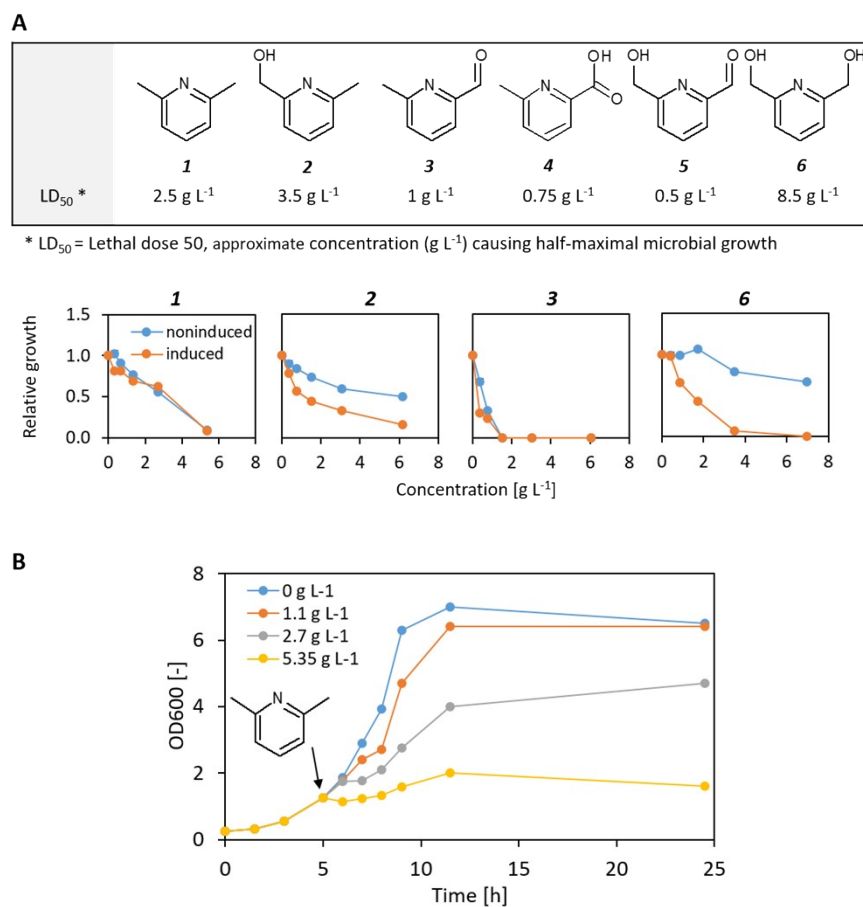 A
OH O OH OH O OH OH
N N N N O N N
1 2 3 4 5 6
LD50 * 2.5 g L-1 3.5 g L-1 1 g L-1 0.75 g L-1 0.5 g L-1 8.5 g L-1
* LD50 = Lethal dose 50, approximate concentration (g L-1) causing half-maximal microbial growth
1 2 3 6
Relative growth
1.5
1.0
0.5
0.0
noninduced
induced
0 2 4 6 8 0 2 4 6 8 0 2 4 6 8 0 2 4 6 8
Concentration [g L-1]
B
OD600 [-]
8
6
4
2
0
0 g L-1
1.1 g L-1
2.7 g L-1
5.35 g L-1
N
0 5 10 15 20 25
Time [h]